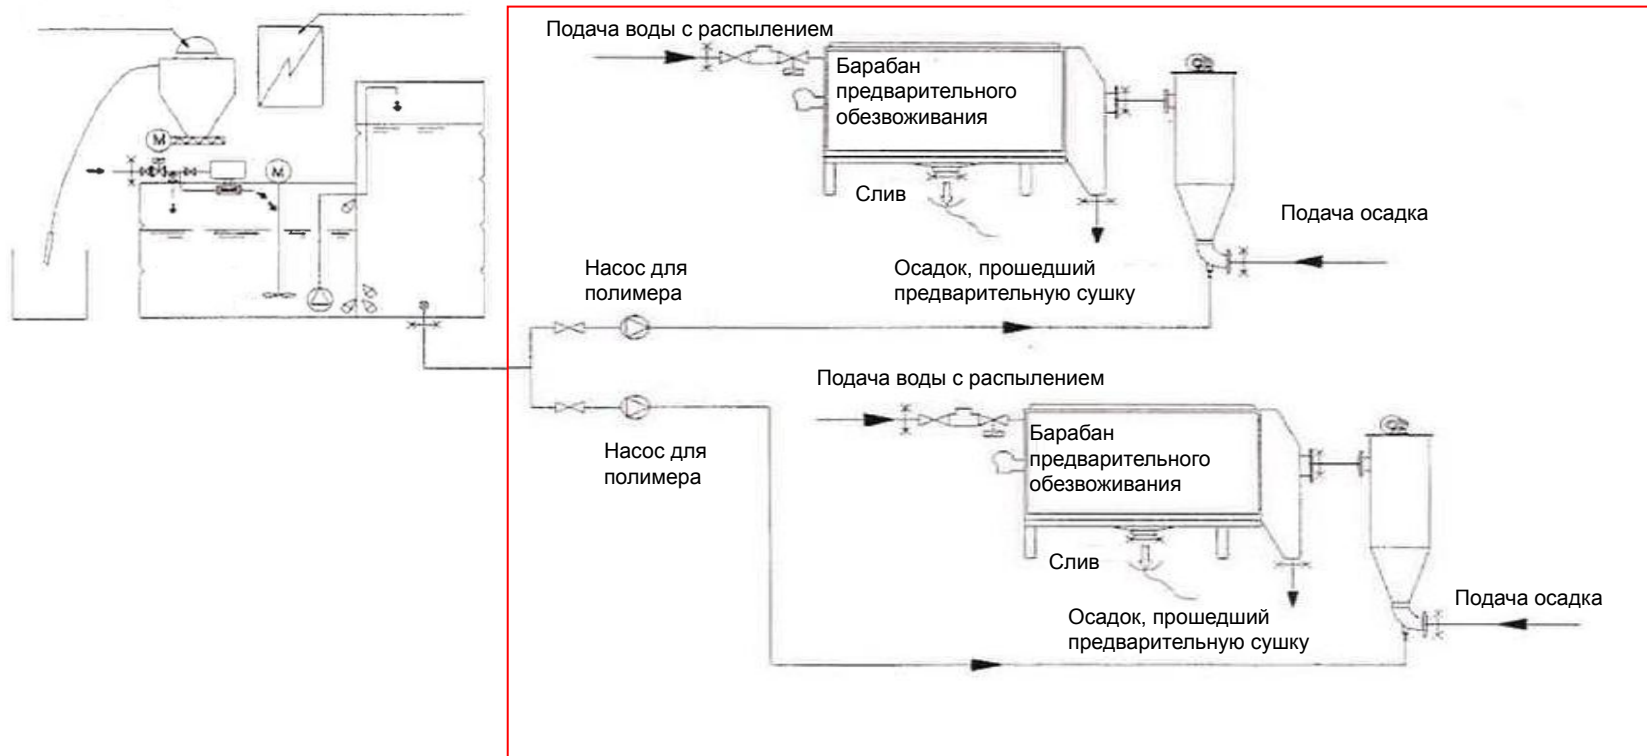 Подача воды с распылением
Барабан
предварительного
обезвоживания
M
M
Слив
Подача осадка
Насос для
полимера
Осадок, прошедший
предварительную сушку
Подача воды с распылением
Барабан
предварительного
обезвоживания
Насос для
полимера
Слив
Подача осадка
Осадок, прошедший
предварительную сушку